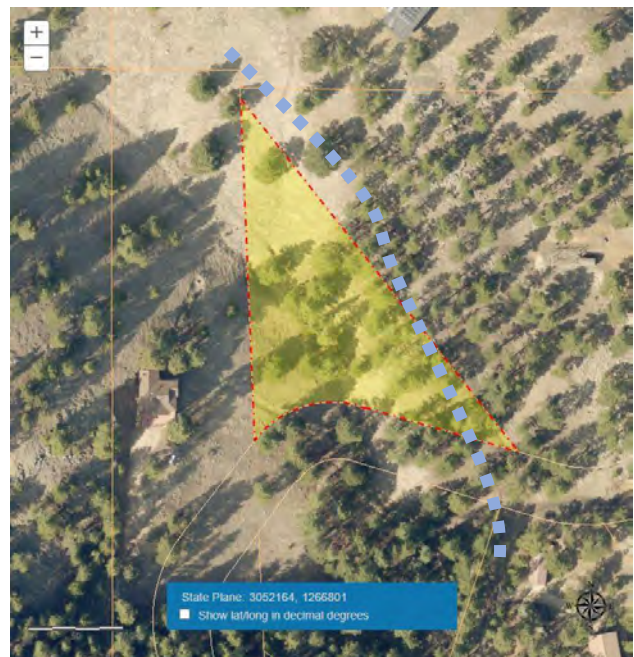 +
−
State Plane: 3052164, 1266801
Show lat/long in decimal degrees